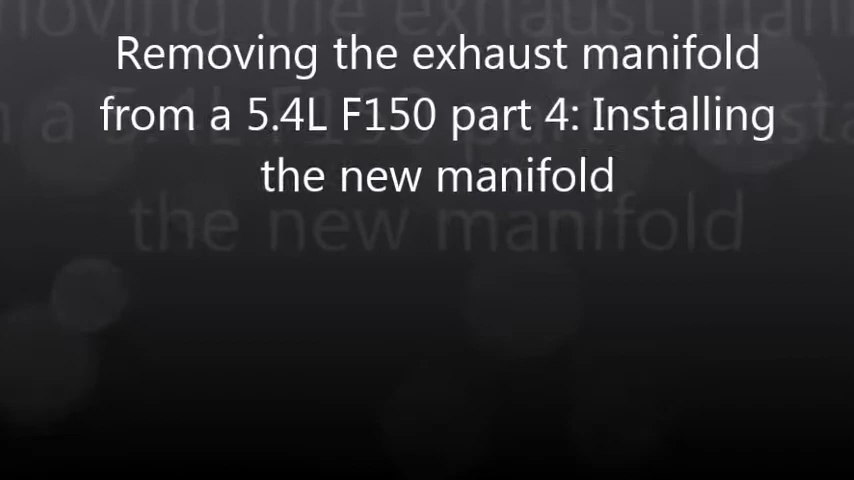 Removing the exhaust manifold
from a 5.4L F150 part 4: Installing
the new manifold